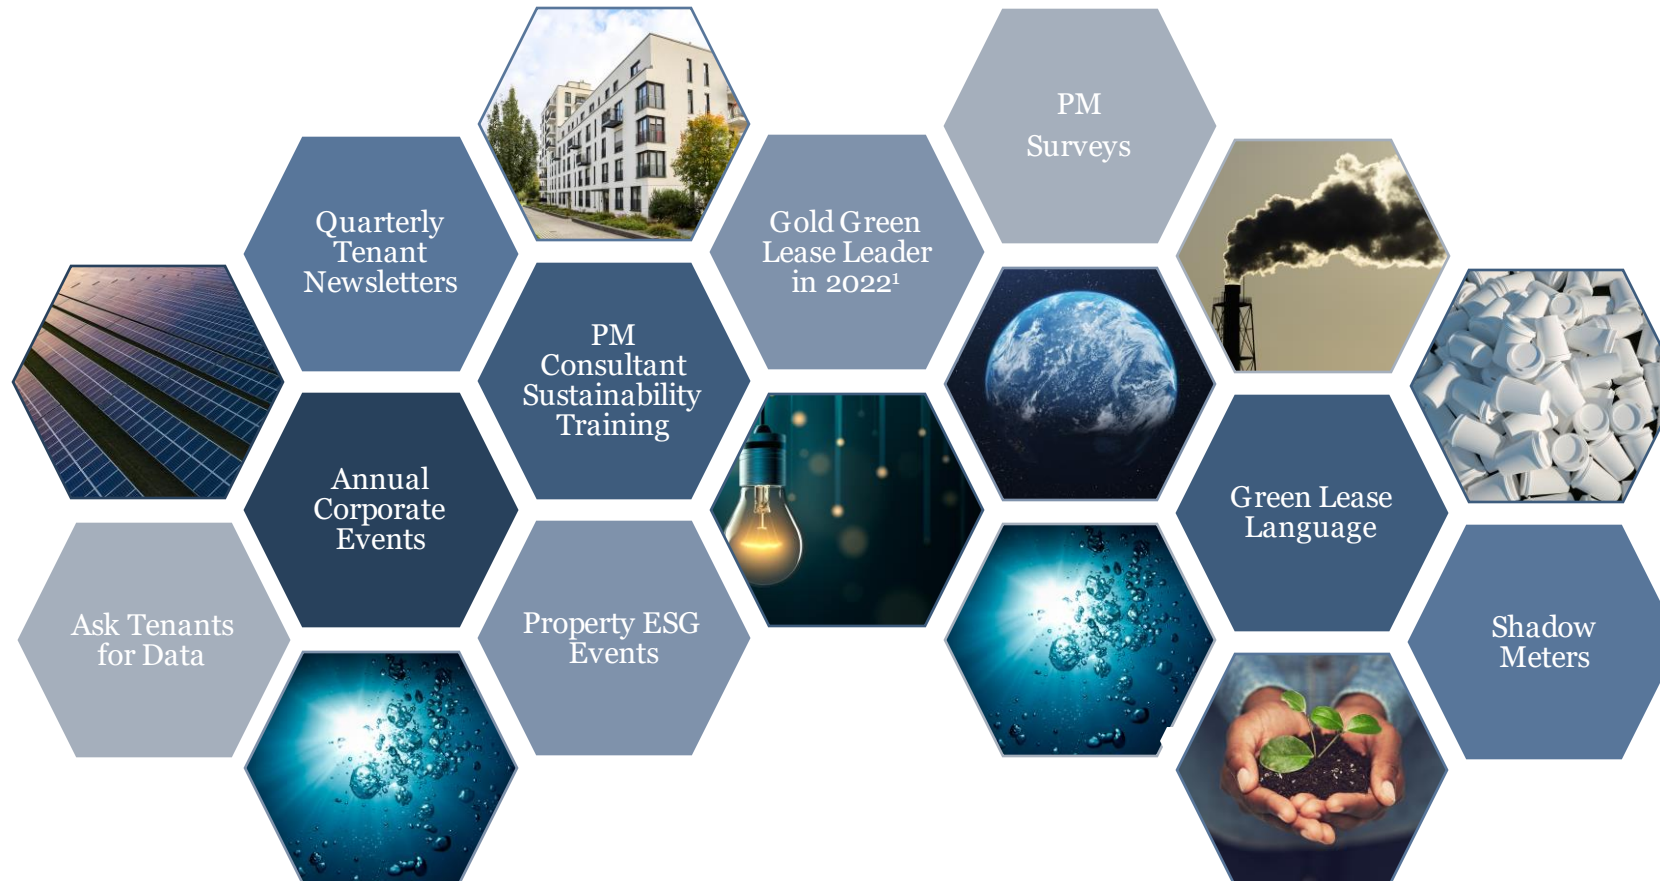 PM
Surveys
Quarterly
Tenant
Newsletters
Gold Green
Lease Leader
in 2022¹
PM
Consultant
Sustainability
Training
Annual
Corporate
Events
Green Lease
Language
Ask Tenants
for Data
Property ESG
Events
Shadow
Meters